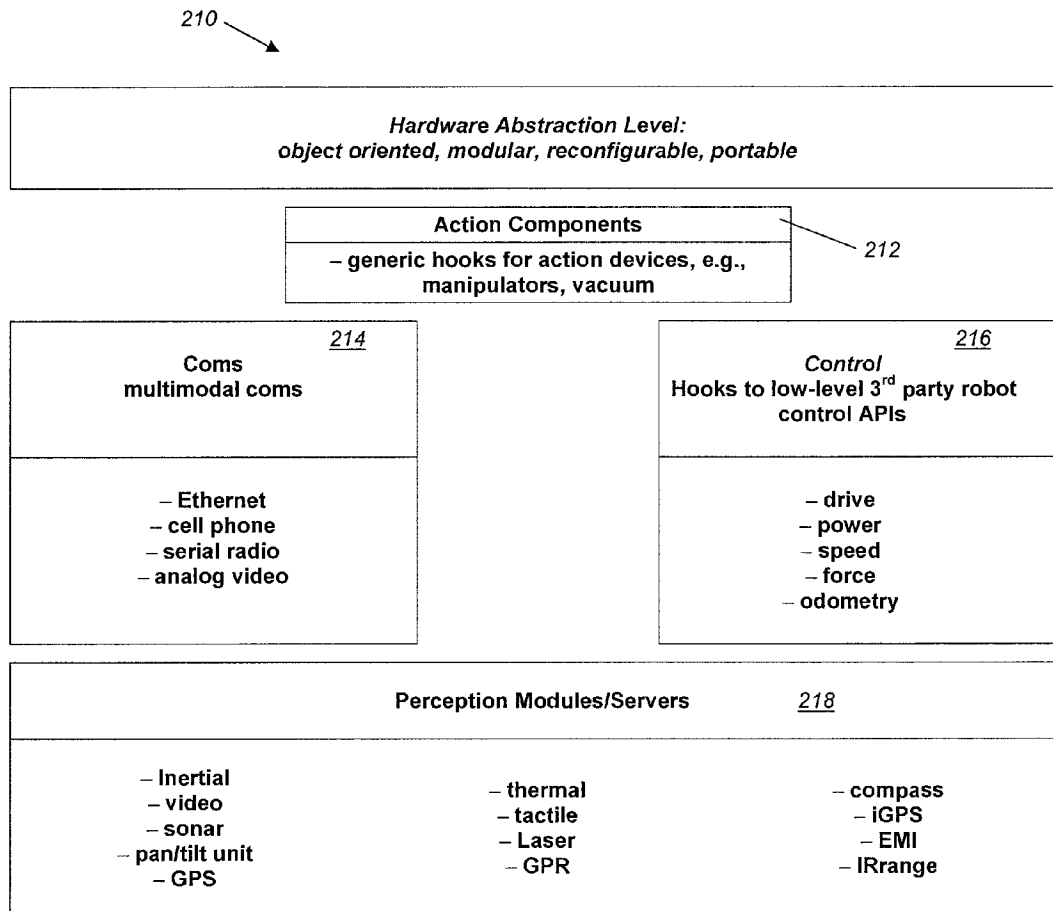 210
Hardware Abstraction Level:
object oriented, modular, reconfigurable, portable
Action Components
212
– generic hooks for action devices, e.g.,
manipulators, vacuum
214
Coms
multimodal coms
– Ethernet
– cell phone
– serial radio
– analog video
216
Control
Hooks to low-level 3rd party robot
control APIs
– drive
– power
– speed
– force
– odometry
Perception Modules/Servers 218
– Inertial
– video
– sonar
– pan/tilt unit
– GPS
– thermal
– tactile
– Laser
– GPR
– compass
– iGPS
– EMI
– IRrange